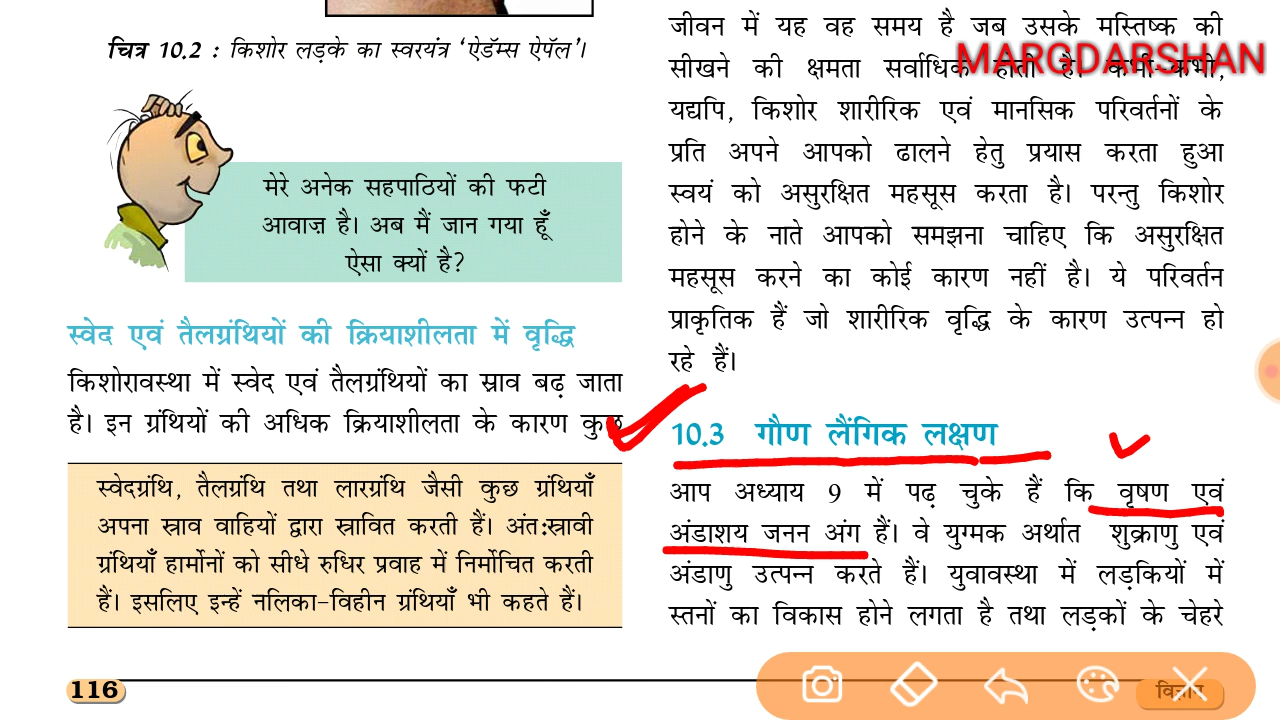 चित्र 10.2 : किशोर लड़के का स्वरयंत्र 'ऐडॅम्स ऐपॅल'।
मेरे अनेक सहपाठियों की फटी
आवाज़ है। अब मैं जान गया हूँ
ऐसा क्यों है?
स्वेद एवं तैलग्रंथियों की क्रियाशीलता में वृद्धि
किशोरावस्था में स्वेद एवं तैलग्रंथियों का स्राव बढ़ जाता
है। इन ग्रंथियों की अधिक क्रियाशीलता के कारण कुछ
स्वेदग्रंथि, तैलग्रंथि तथा लारग्रंथि जैसी कुछ ग्रंथियाँ
अपना स्राव वाहियों द्वारा स्रावित करती हैं। अंतःस्रावी
ग्रंथियाँ हार्मोनों को सीधे रुधिर प्रवाह में निर्मोचित करती
हैं। इसलिए इन्हें नलिका-विहीन ग्रंथियाँ भी कहते हैं।
116
जीवन में यह वह समय है जब उसके मस्तिष्क की
MARGDARSHAN
सीखने की क्षमता सर्वाधिक होती है। कभी-कभी,
यद्यपि, किशोर शारीरिक एवं मानसिक परिवर्तनों के
प्रति अपने आपको ढालने हेतु प्रयास करता हुआ
स्वयं को असुरक्षित महसूस करता है। परन्तु किशोर
होने के नाते आपको समझना चाहिए कि असुरक्षित
महसूस करने का कोई कारण नहीं है। ये परिवर्तन
प्राकृतिक हैं जो शारीरिक वृद्धि के कारण उत्पन्न हो
रहे हैं।
10.3 गौण लैंगिक लक्षण
आप अध्याय 9 में पढ़ चुके हैं कि वृषण एवं
अंडाशय जनन अंग हैं। वे युग्मक अर्थात शुक्राणु एवं
अंडाणु उत्पन्न करते हैं। युवावस्था में लड़कियों में
स्तनों का विकास होने लगता है तथा लड़कों के चेहरे
विज्ञान